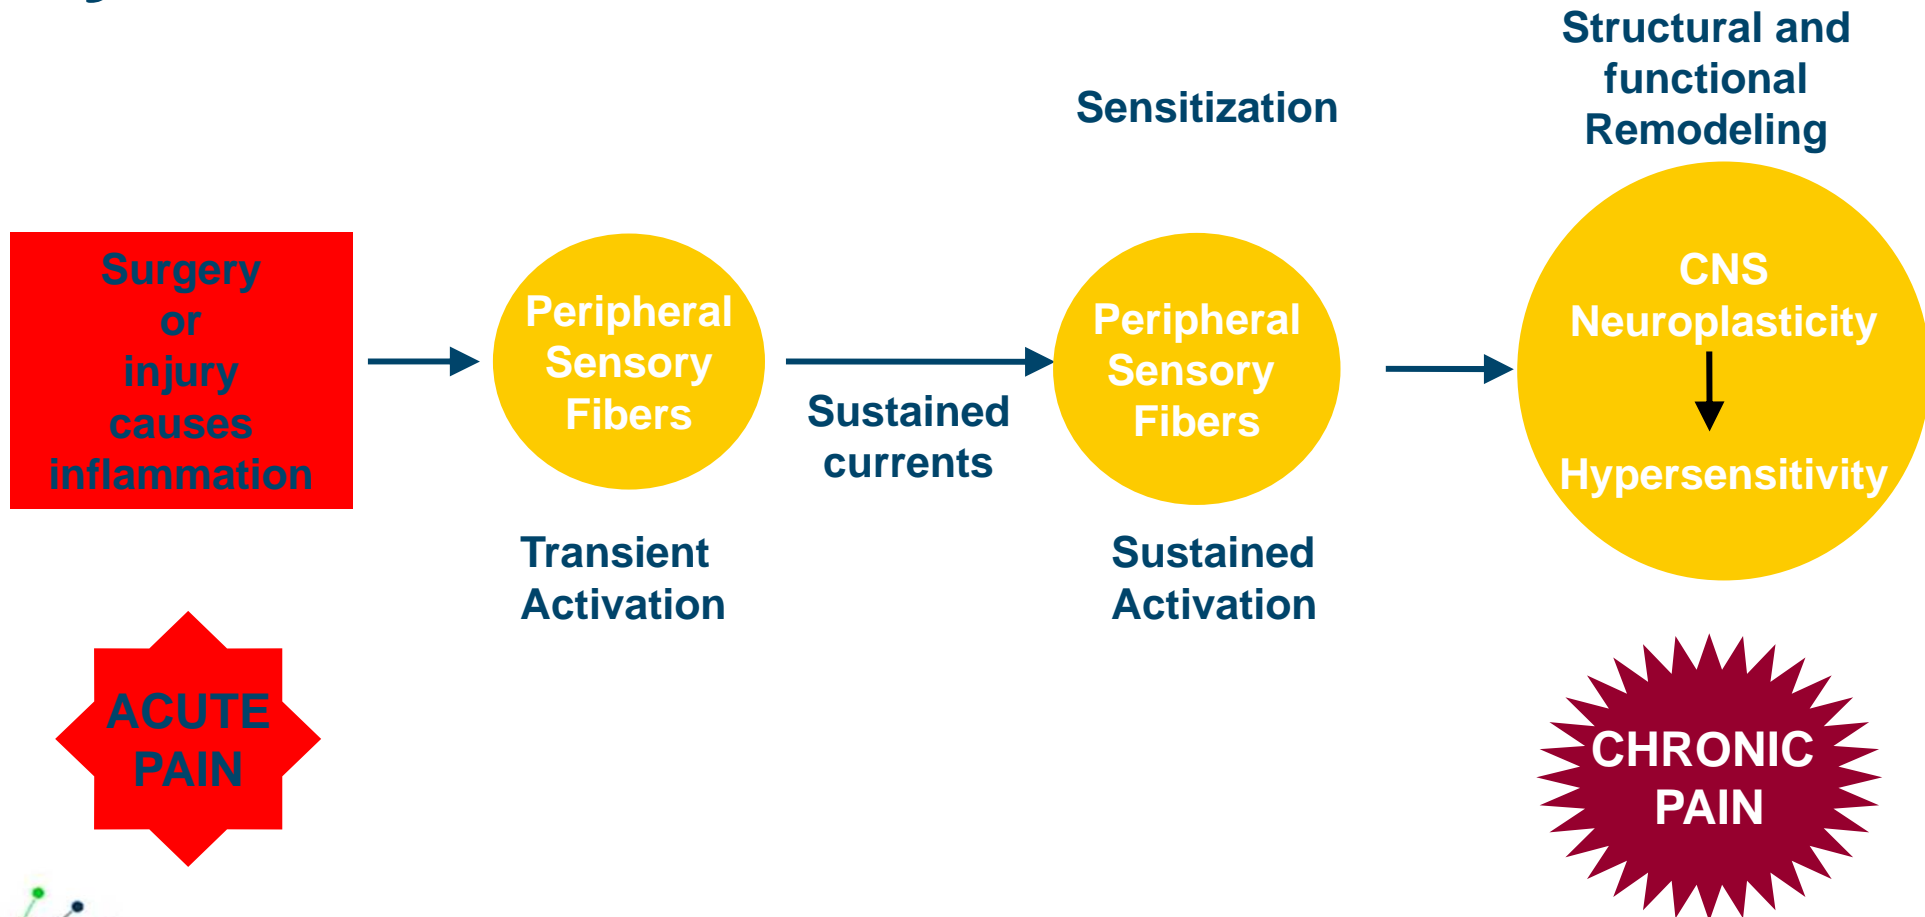 Structural and
functional
Remodeling
Sensitization
Surgery
or
injury
causes
inflammation
Peripheral
Sensory
Fibers
Transient
Activation
Sustained
currents
Peripheral
Sensory
Fibers
Sustained
Activation
CNS
Neuroplasticity
Hypersensitivity
ACUTE
PAIN
CHRONIC
PAIN